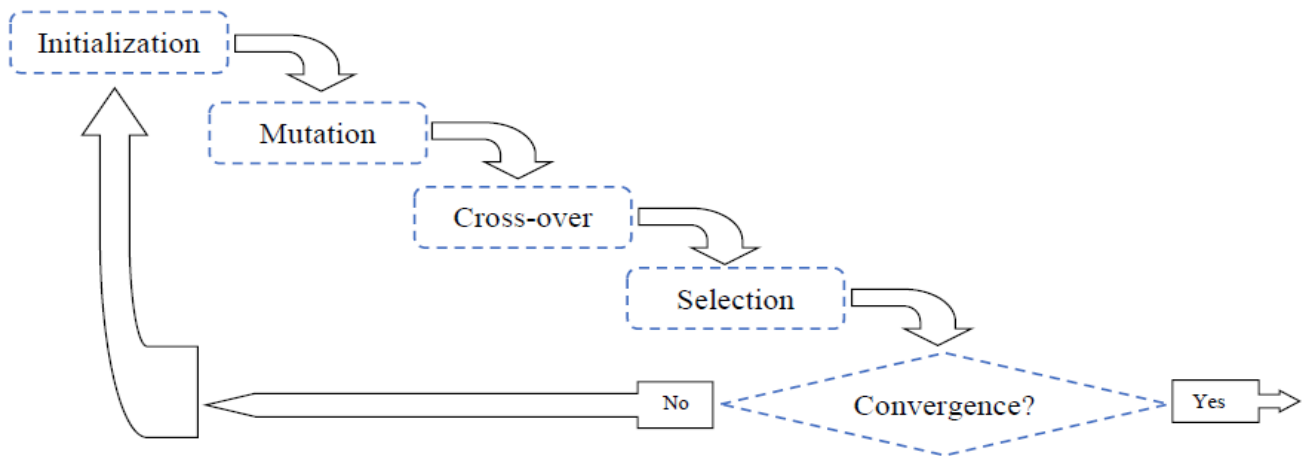 Initialization
Mutation
Cross-over
Selection
Convergence?
No
Yes